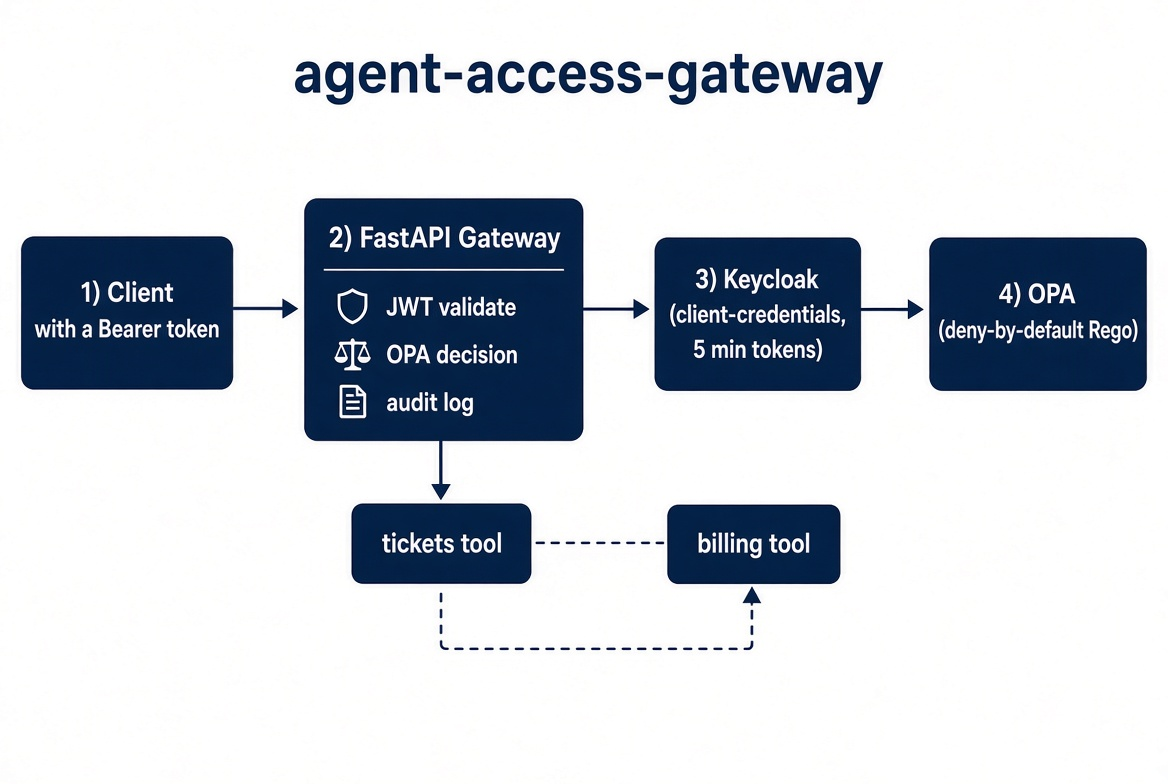 agent-access-gateway
1) Client
with a Bearer token
2) FastAPI Gateway
JWT validate
OPA decision
audit log
3) Keycloak
(client-credentials,
5 min tokens)
4) OPA
(deny-by-default Rego)
tickets tool
billing tool